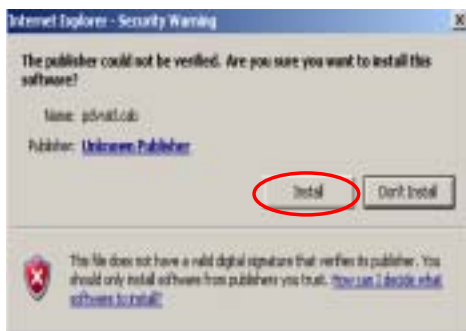 Internet Explorer - Security Warning
The publisher could not be verified. Are you sure you want to install this
software?
Name:
Publisher: Unknown Publisher
Install
Don't Install
This file does not have a valid digital signature that verifies its publisher. You
should only install software from publishers you trust. How can I decide what
software to install?